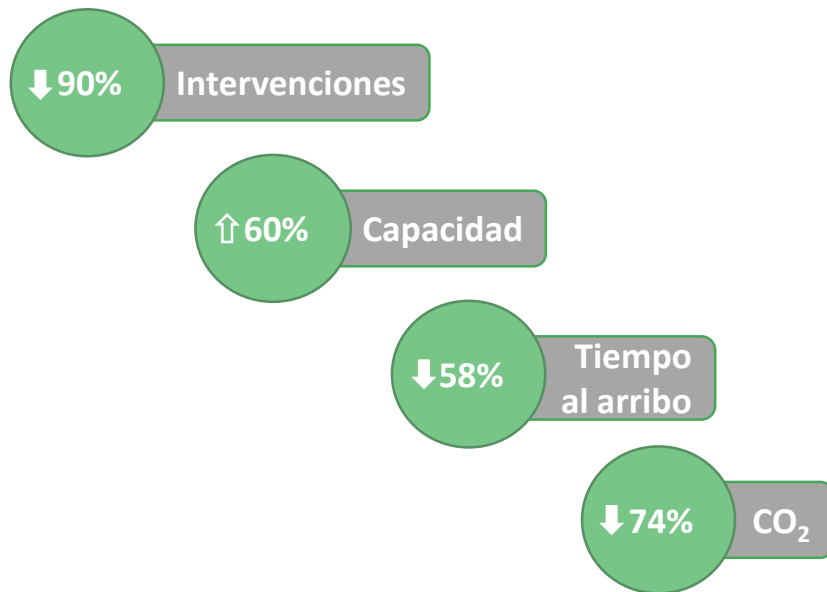 ⬇90% Intervenciones
⇧60% Capacidad
⬇58% Tiempo
al arribo
⬇74% CO₂